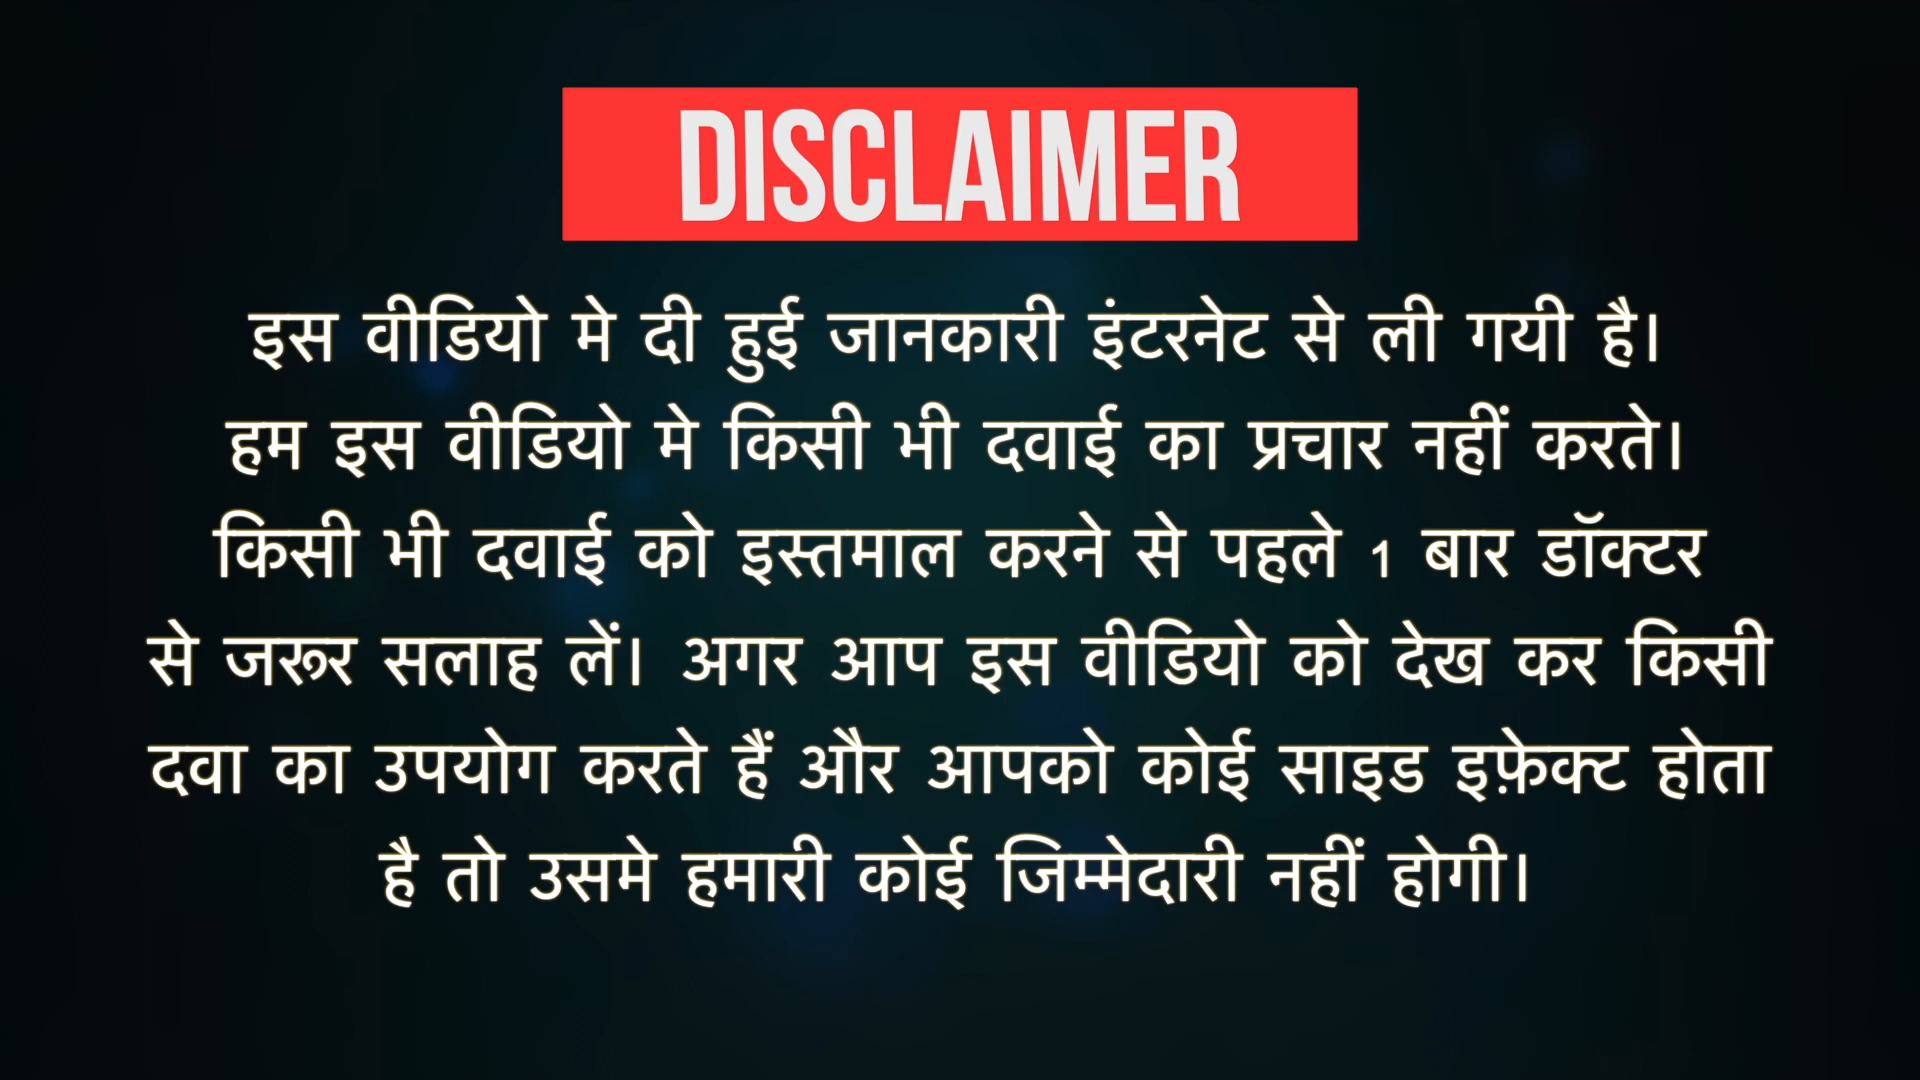 DISCLAIMER
इस वीडियो मे दी हुई जानकारी इंटरनेट से ली गयी है।
हम इस वीडियो मे किसी भी दवाई का प्रचार नहीं करते।
किसी भी दवाई को इस्तमाल करने से पहले 1 बार डॉक्टर
से जरूर सलाह लें। अगर आप इस वीडियो को देख कर किसी
दवा का उपयोग करते हैं और आपको कोई साइड इफ़ेक्ट होता
है तो उसमे हमारी कोई जिम्मेदारी नहीं होगी।